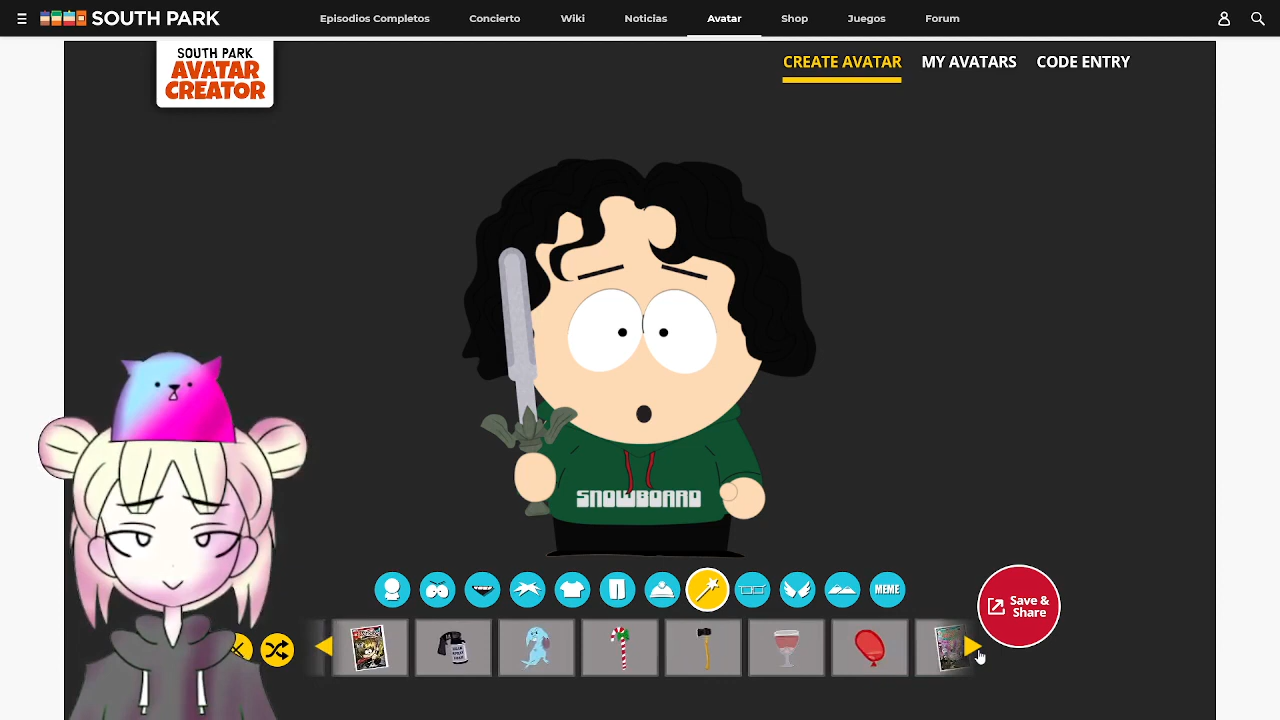 SOUTH PARK
Episodios Completos
Concierto
Wiki
Noticias
Avatar
Shop
Juegos
Forum
SOUTH PARK
AVATAR
CREATOR
CREATE AVATAR
MY AVATARS
CODE ENTRY
SNOWBOARD
MEME
Save &
Share